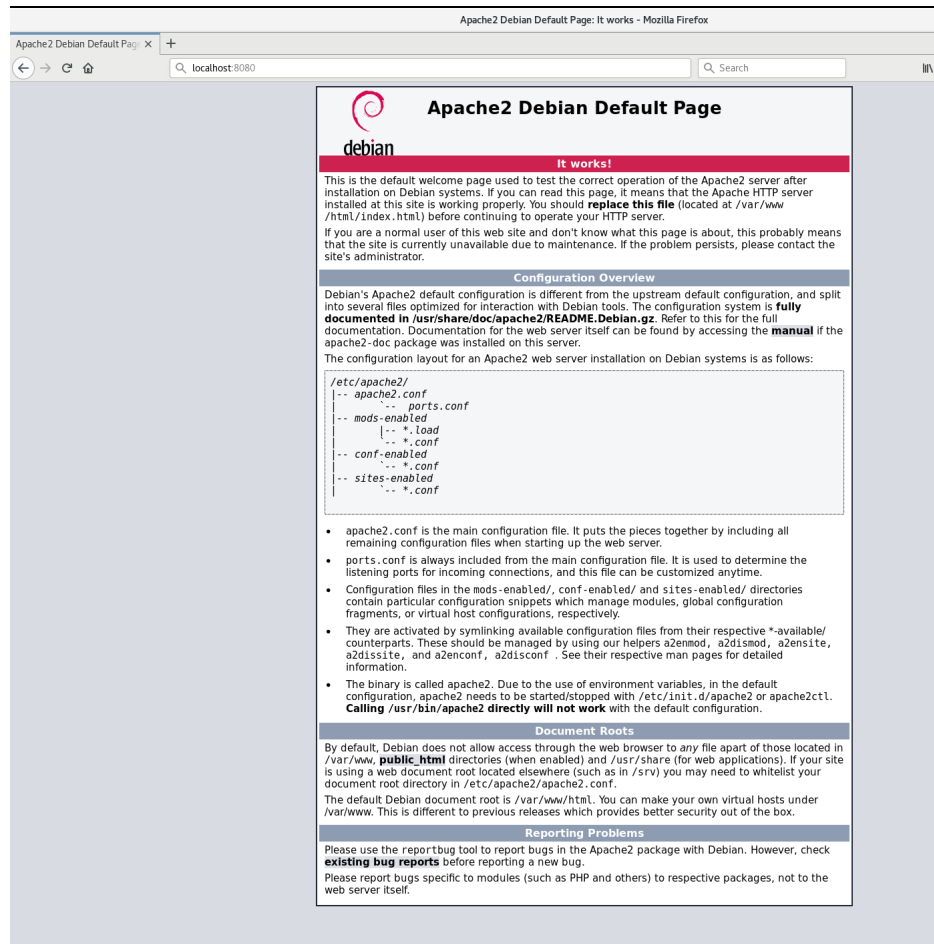 Apache2 Debian Default Page: It works - Mozilla Firefox
Apache2 Debian Default Pag
localhost:8080
Search
debian
Apache2 Debian Default Page
It works!
This is the default welcome page used to test the correct operation of the Apache2 server after
installation on Debian systems. If you can read this page, it means that the Apache HTTP server
installed at this site is working properly. You should replace this file (located at /var/www
/html/index.html) before continuing to operate your HTTP server.
If you are a normal user of this web site and don't know what this page is about, this probably means
that the site is currently unavailable due to maintenance. If the problem persists, please contact the
site's administrator.
Configuration Overview
Debian's Apache2 default configuration is different from the upstream default configuration, and split
into several files optimized for interaction with Debian tools. The configuration system is fully
documented in /usr/share/doc/apache2/README.Debian.gz. Refer to this for the full
documentation. Documentation for the web server itself can be found by accessing the manual if the
apache2-doc package was installed on this server.
The configuration layout for an Apache2 web server installation on Debian systems is as follows:
/etc/apache2/
|-- apache2.conf
|       `--  ports.conf
|-- mods-enabled
|       |-- *.load
|       `-- *.conf
|-- conf-enabled
|       `-- *.conf
|-- sites-enabled
|       `-- *.conf
• apache2.conf is the main configuration file. It puts the pieces together by including all
remaining configuration files when starting up the web server.
• ports.conf is always included from the main configuration file. It is used to determine the
listening ports for incoming connections, and this file can be customized anytime.
• Configuration files in the mods-enabled/, conf-enabled/ and sites-enabled/ directories
contain particular configuration snippets which manage modules, global configuration
fragments, or virtual host configurations, respectively.
• They are activated by symlinking available configuration files from their respective *-available/
counterparts. These should be managed by using our helpers a2enmod, a2dismod, a2ensite,
a2dissite, and a2enconf, a2disconf . See their respective man pages for detailed
information.
• The binary is called apache2. Due to the use of environment variables, in the default
configuration, apache2 needs to be started/stopped with /etc/init.d/apache2 or apache2ctl.
Calling /usr/bin/apache2 directly will not work with the default configuration.
Document Roots
By default, Debian does not allow access through the web browser to any file apart of those located in
/var/www, public_html directories (when enabled) and /usr/share (for web applications). If your site
is using a web document root located elsewhere (such as in /srv) you may need to whitelist your
document root directory in /etc/apache2/apache2.conf.
The default Debian document root is /var/www/html. You can make your own virtual hosts under
/var/www. This is different to previous releases which provides better security out of the box.
Reporting Problems
Please use the reportbug tool to report bugs in the Apache2 package with Debian. However, check
existing bug reports before reporting a new bug.
Please report bugs specific to modules (such as PHP and others) to respective packages, not to the
web server itself.